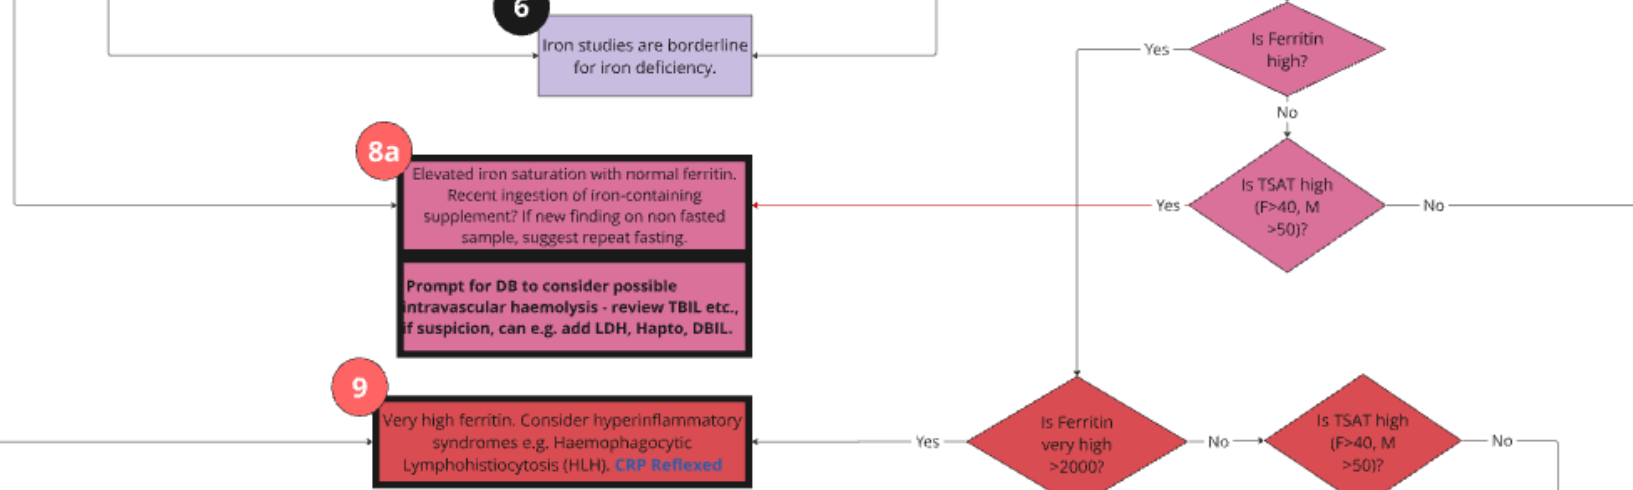 6
Iron studies are borderline
for iron deficiency.
Yes
Is Ferritin
high?
No
8a
Elevated iron saturation with normal ferritin.
Recent ingestion of iron-containing
supplement? If new finding on non fasted
sample, suggest repeat fasting.
Prompt for DB to consider possible
intravascular haemolysis - review TBIL etc.,
if suspicion, can e.g. add LDH, Hapto, DBIL.
Yes
Is TSAT high
(F>40, M
>50)?
No
9
Very high ferritin. Consider hyperinflammatory
syndromes e.g. Haemophagocytic
Lymphohistiocytosis (HLH). CRP Reflexed
Yes
Is Ferritin
very high
>2000?
No
Is TSAT high
(F>40, M
>50)?
No